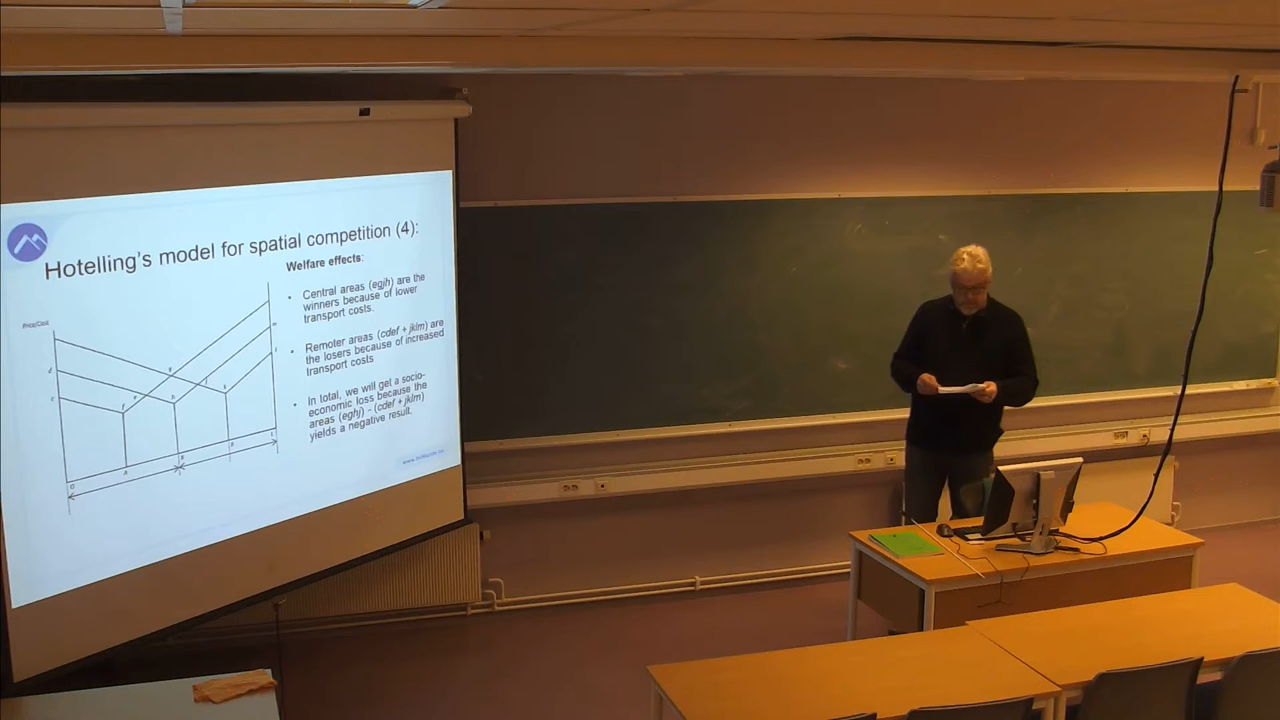 Hotelling's model for spatial competition (4):
Welfare effects:
• Central areas (egjh) are the
winners because of lower
transport costs.
• Remoter areas (cdef + jklm) are
the losers because of increased
transport costs
• In total, we will get a socio-
economic loss because the
areas (eghj) - (cdef + jklm)
yields a negative result.
Price/Cost